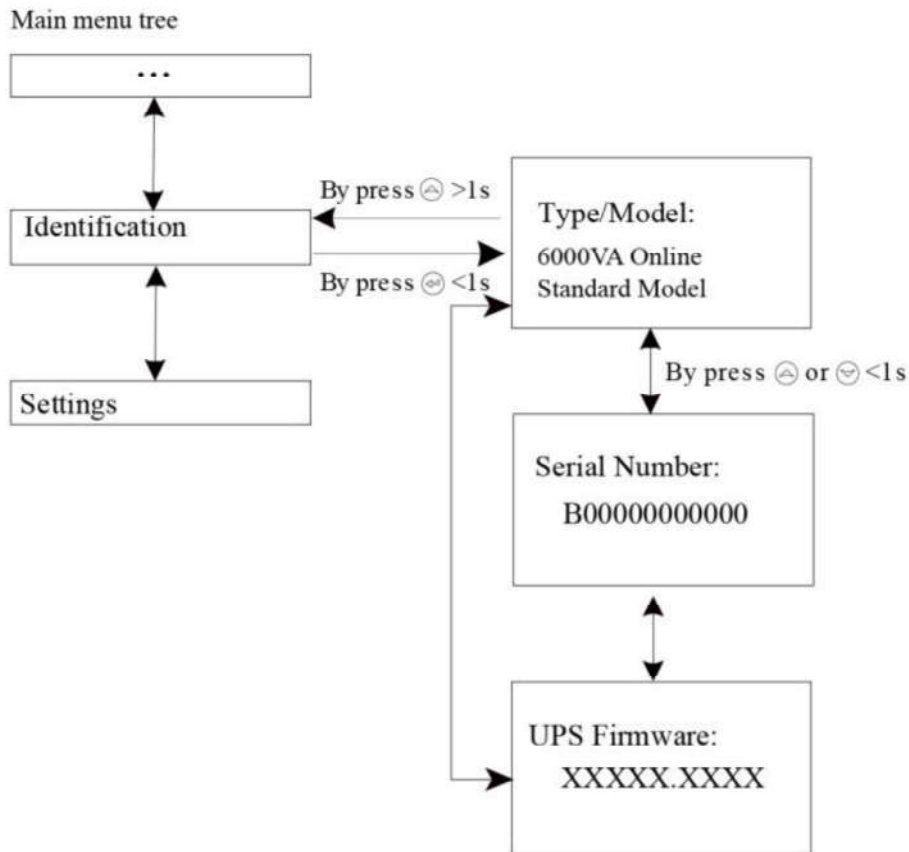 Main menu tree
...
By press >1s
Identification
By press <1s
Settings
Type/Model:
6000VA Online
Standard Model
By press or <1s
Serial Number:
B00000000000
UPS Firmware:
XXXXX.XXXX